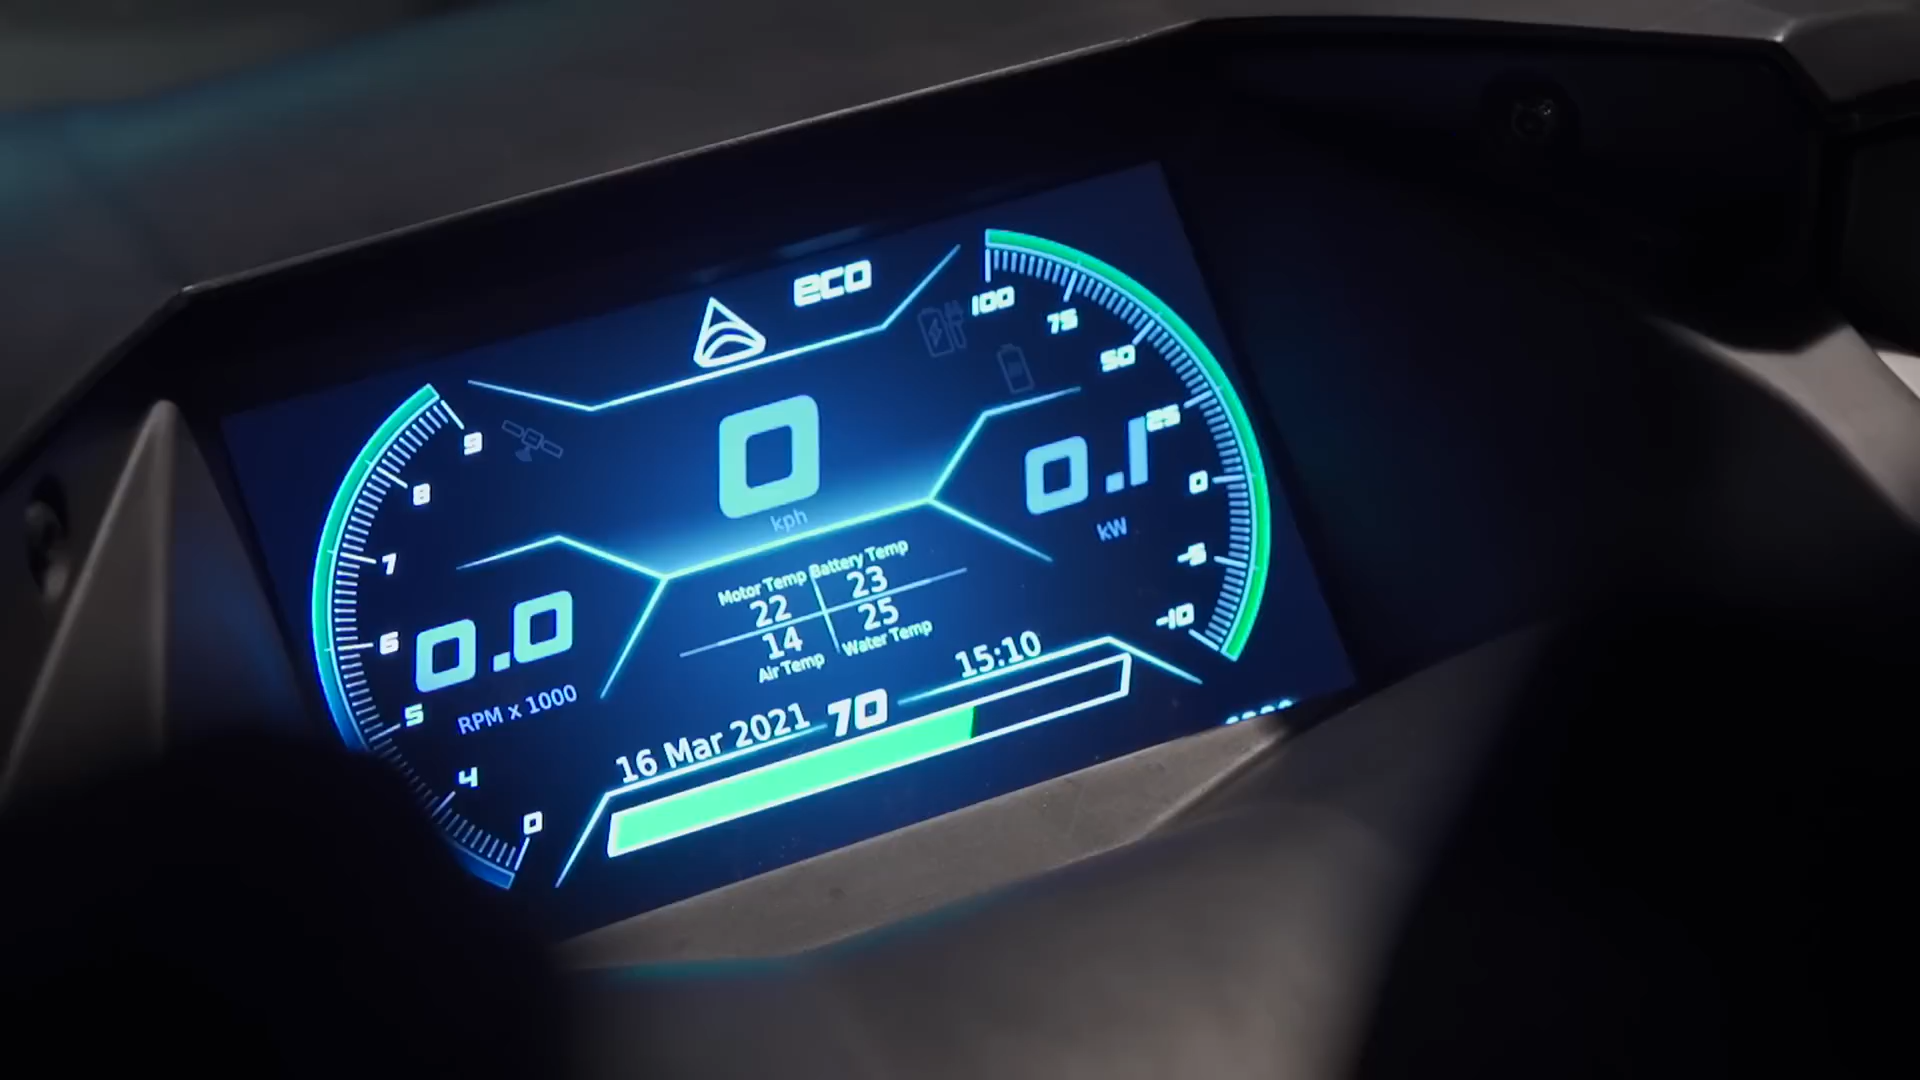 eco
100
75
50
25
0
-5
-10
9
8
7
6
5
4
0
0
kph
0.1
kW
0.0
RPM x 1000
Motor Temp Battery Temp
22 23
14 25
Air Temp Water Temp
16 Mar 2021 70 15:10